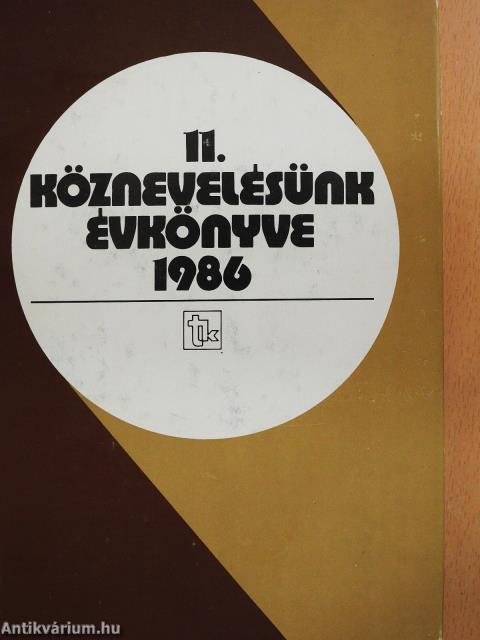 11.
KÖZNEVELÉSÜNK
ÉVKÖNYVE
1986
tk
Antikvárium.hu